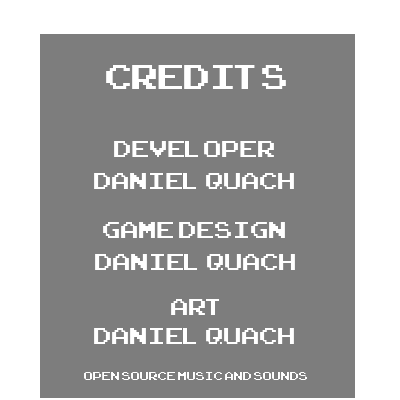 CREDITS
DEVELOPER
DANIEL QUACH
GAME DESIGN
DANIEL QUACH
ART
DANIEL QUACH
OPEN SOURCE MUSIC AND SOUNDS